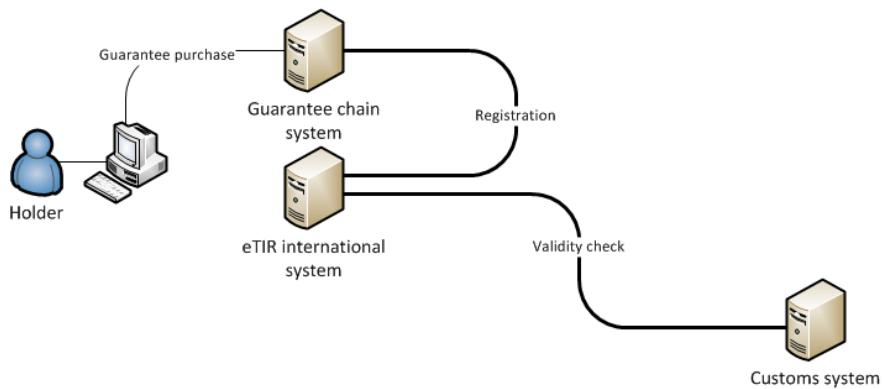 Guarantee purchase
Guarantee chain
system
Registration
Holder
eTIR international
system
Validity check
Customs system